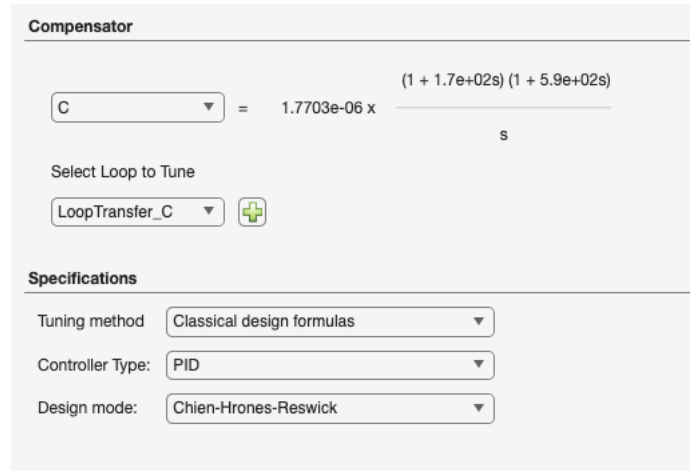 Compensator
(1 + 1.7e+02s) (1 + 5.9e+02s)
C = 1.7703e-06 x
s
Select Loop to Tune
LoopTransfer_C
Specifications
Tuning method Classical design formulas
Controller Type: PID
Design mode: Chien-Hrones-Reswick